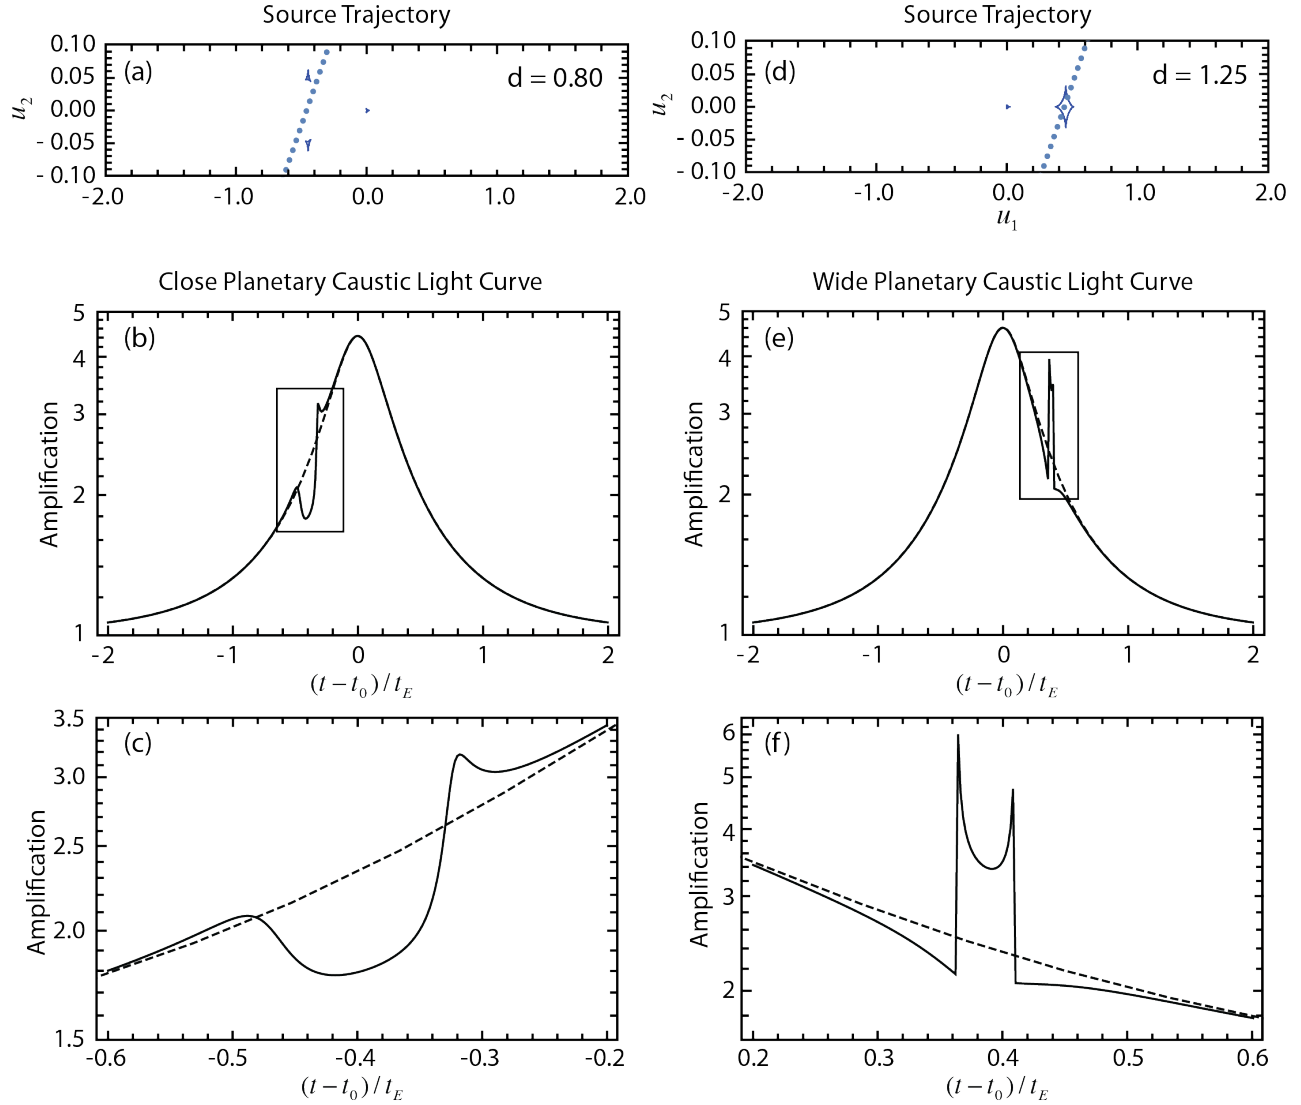 Source Trajectory
0.10
0.05
0.00
- 0.05
- 0.10
u2
(a)
d = 0.80
-2.0
-1.0
0.0
1.0
2.0
Source Trajectory
0.10
0.05
0.00
- 0.05
- 0.10
u2
(d)
d = 1.25
-2.0
-1.0
0.0
1.0
2.0
u1
Close Planetary Caustic Light Curve
5
4
3
2
1
Amplification
(b)
-2
-1
0
1
2
(t − t0) / tE
Wide Planetary Caustic Light Curve
5
4
3
2
1
Amplification
(e)
-2
-1
0
1
2
(t − t0) / tE
3.5
3.0
2.5
2.0
1.5
Amplification
(c)
-0.6
-0.5
-0.4
-0.3
-0.2
(t − t0) / tE
6
5
4
3
2
Amplification
(f)
0.2
0.3
0.4
0.5
0.6
(t − t0) / tE